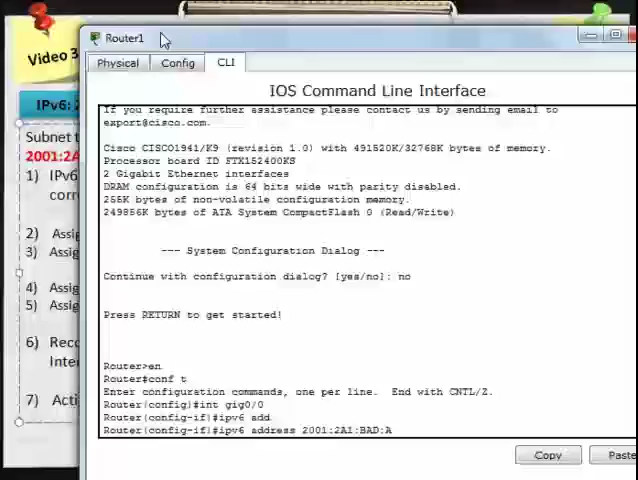 Router1
Video 3
Physical
Config
CLI
IOS Command Line Interface
If you require further assistance please contact us by sending email to
export@cisco.com.
Cisco CISCO1941/K9 (revision 1.0) with 491520K/32768K bytes of memory.
Processor board ID FTX152400KS
2 Gigabit Ethernet interfaces
DRAM configuration is 64 bits wide with parity disabled.
255K bytes of non-volatile configuration memory.
249856K bytes of ATA System CompactFlash 0 (Read/Write)
--- System Configuration Dialog ---
Continue with configuration dialog? [yes/no]: no
Press RETURN to get started!
Router>en
Router#conf t
Enter configuration commands, one per line. End with CNTL/Z.
Router(config)#int gig0/0
Router(config-if)#ipv6 add
Router(config-if)#ipv6 address 2001:2A1:BAD:A
Copy
Paste
IPv6: 2
Subnet t
2001:2A
1) IPv6
corr
2) Assig
3) Assig
4) Assig
5) Assig
6) Reco
Inte
7) Acti